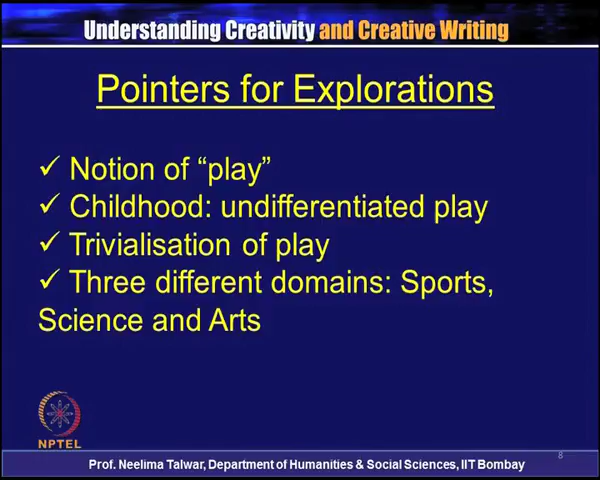 Understanding Creativity and Creative Writing
Pointers for Explorations
✓ Notion of “play”
✓ Childhood: undifferentiated play
✓ Trivialisation of play
✓ Three different domains: Sports,
Science and Arts
NPTEL
8
Prof. Neelima Talwar, Department of Humanities & Social Sciences, IIT Bombay